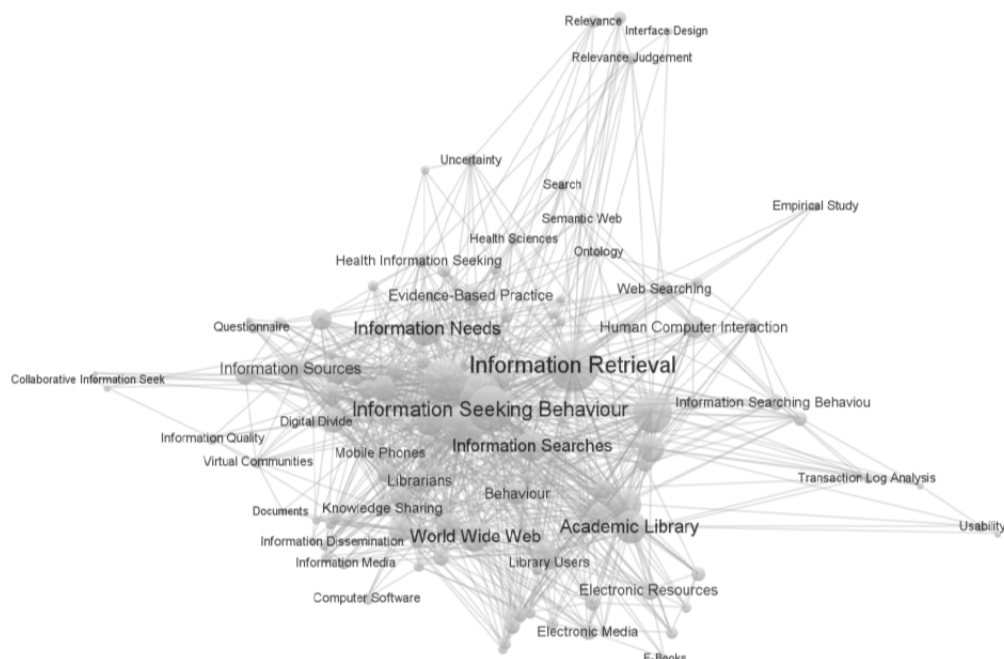 Relevance
Interface Design
Relevance Judgement
Uncertainty
Search
Empirical Study
Semantic Web
Health Sciences
Ontology
Health Information Seeking
Web Searching
Evidence-Based Practice
Questionnaire
Information Needs
Human Computer Interaction
Information Retrieval
Information Sources
Collaborative Information Seek
Information Seeking Behaviour
Information Searching Behaviou
Digital Divide
Information Quality
Information Searches
Mobile Phones
Virtual Communities
Transaction Log Analysis
Librarians
Behaviour
Documents
Knowledge Sharing
Academic Library
Usability
Information Dissemination
World Wide Web
Information Media
Library Users
Electronic Resources
Computer Software
Electronic Media
E-Books